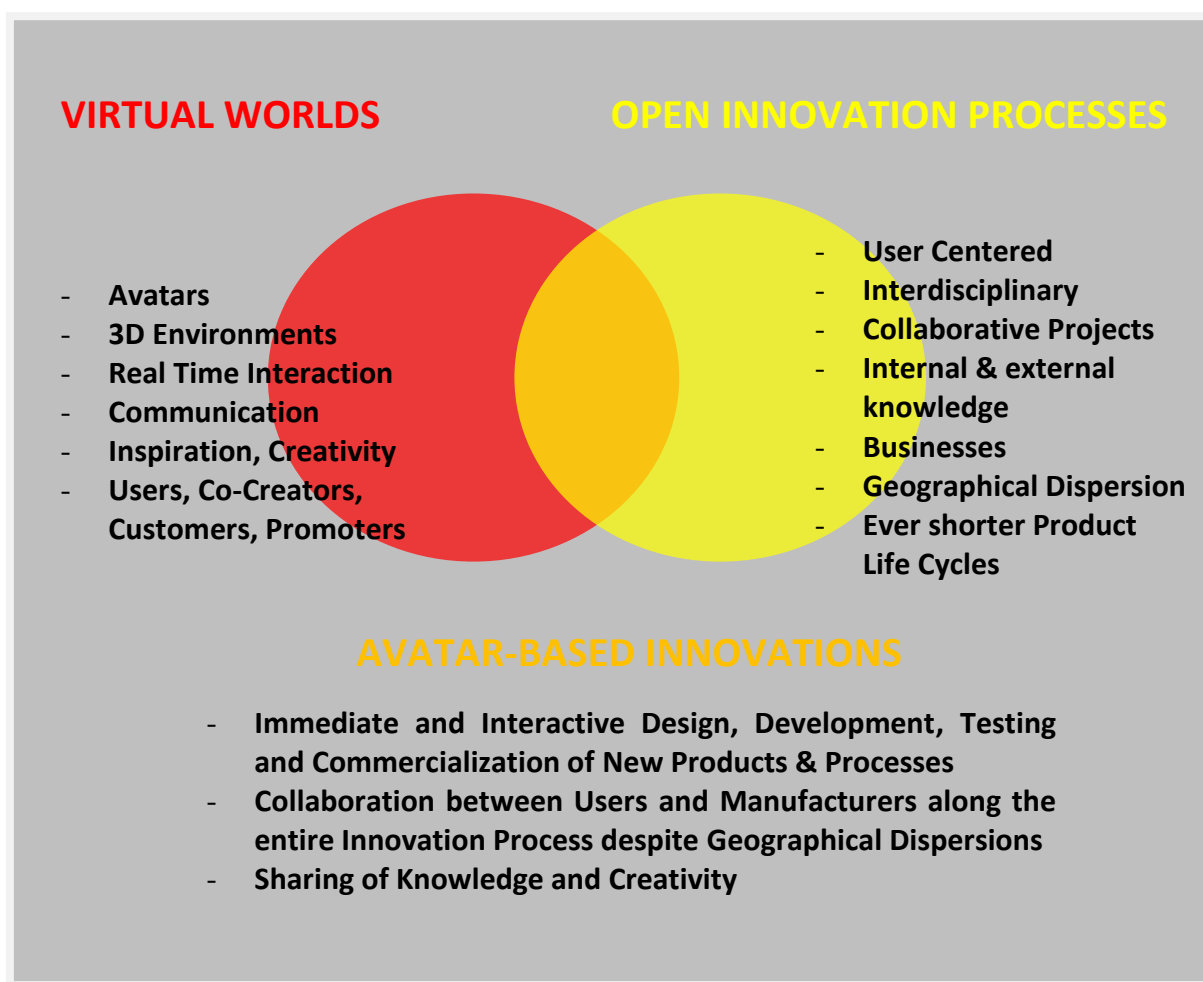 VIRTUAL WORLDS
OPEN INNOVATION PROCESSES
- Avatars
- 3D Environments
- Real Time Interaction
- Communication
- Inspiration, Creativity
- Users, Co-Creators,
Customers, Promoters
- User Centered
- Interdisciplinary
- Collaborative Projects
- Internal & external
knowledge
- Businesses
- Geographical Dispersion
- Ever shorter Product
Life Cycles
AVATAR-BASED INNOVATIONS
- Immediate and Interactive Design, Development, Testing
and Commercialization of New Products & Processes
- Collaboration between Users and Manufacturers along the
entire Innovation Process despite Geographical Dispersions
- Sharing of Knowledge and Creativity